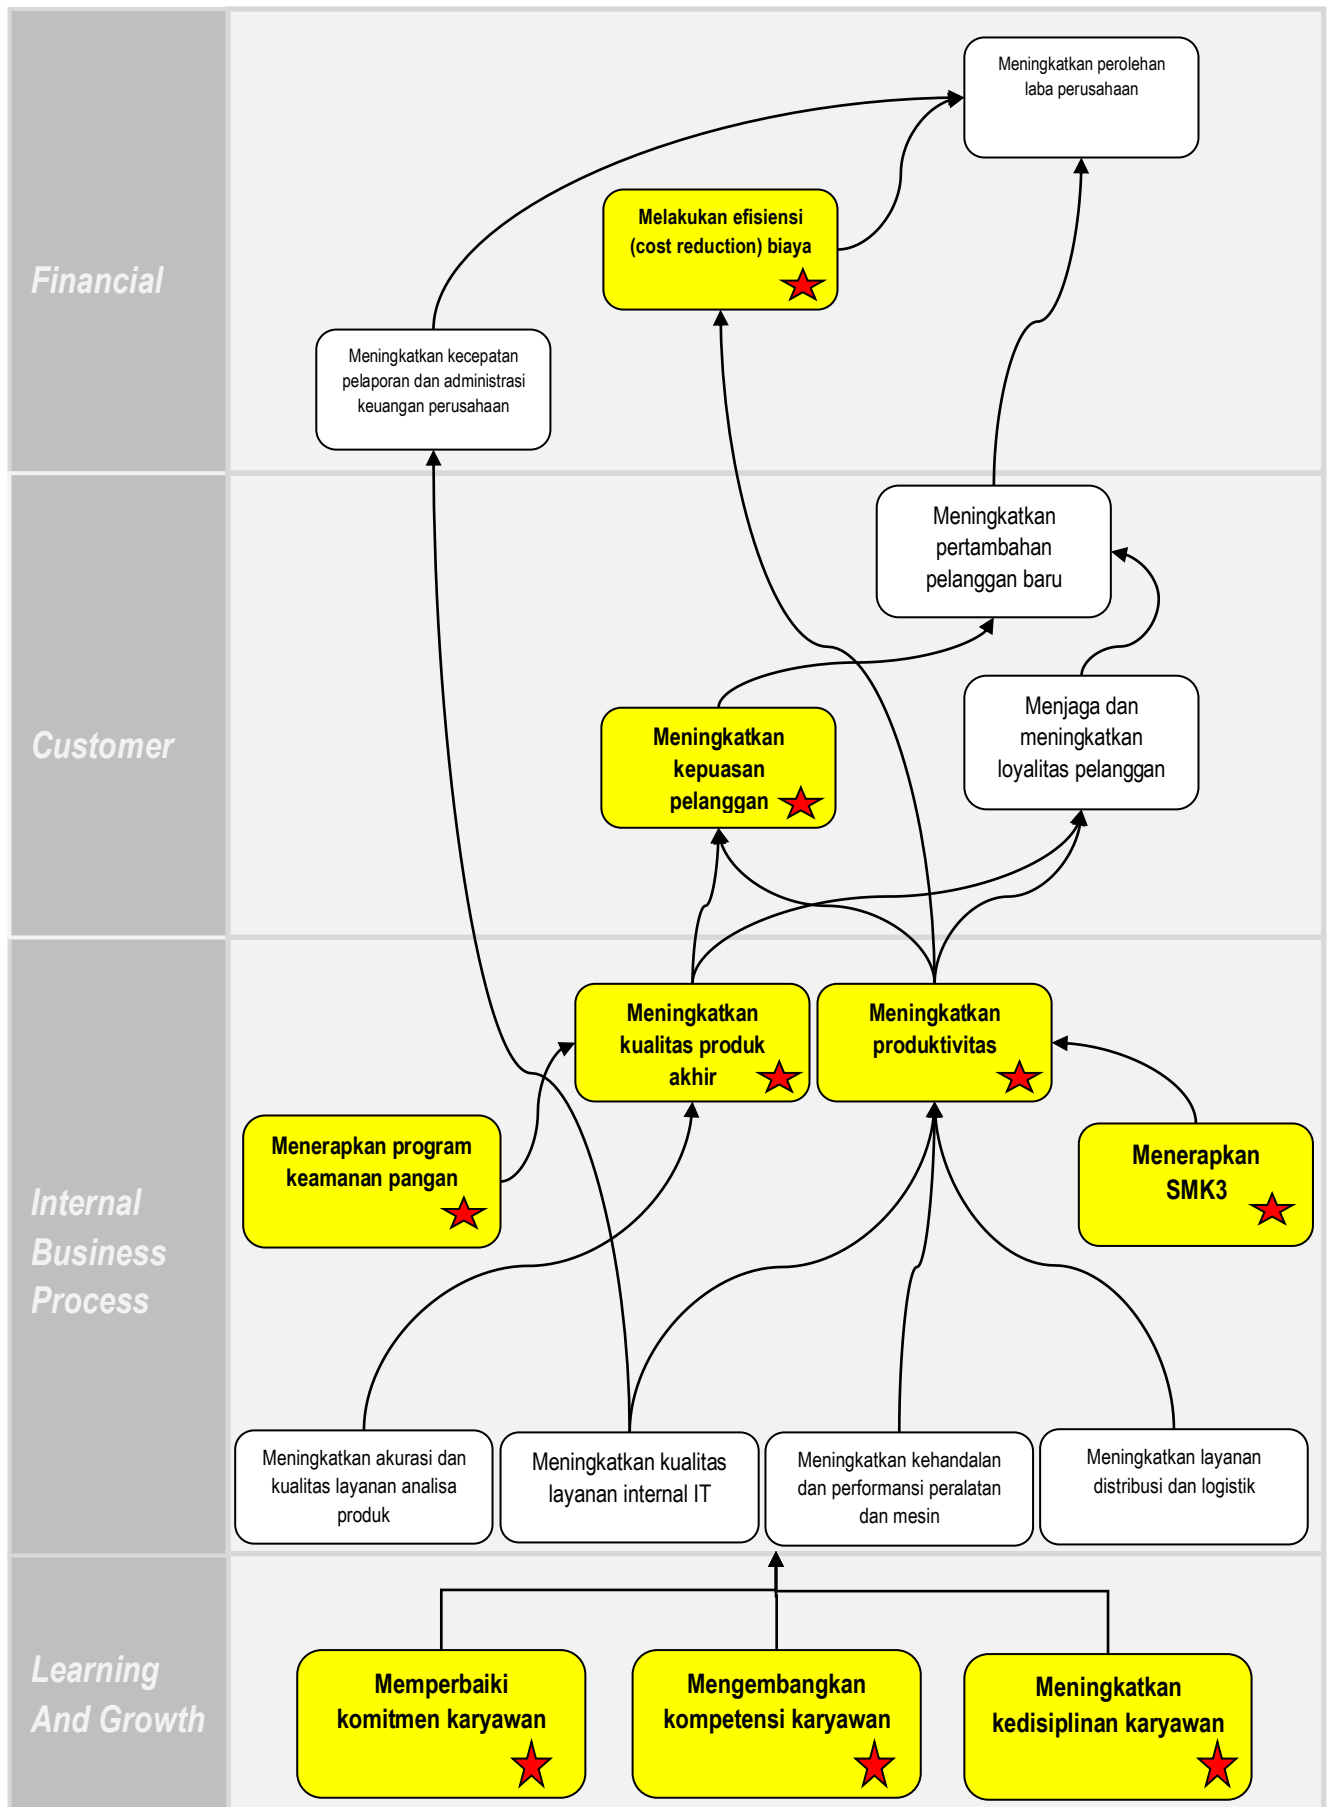 Financial
Meningkatkan perolehan
laba perusahaan
Melakukan efisiensi
(cost reduction) biaya
Meningkatkan kecepatan
pelaporan dan administrasi
keuangan perusahaan
Customer
Meningkatkan
pertambahan
pelanggan baru
Meningkatkan
kepuasan
pelanggan
Menjaga dan
meningkatkan
loyalitas pelanggan
Internal
Business
Process
Meningkatkan
kualitas produk
akhir
Meningkatkan
produktivitas
Menerapkan program
keamanan pangan
Menerapkan
SMK3
Meningkatkan akurasi dan
kualitas layanan analisa
produk
Meningkatkan kualitas
layanan internal IT
Meningkatkan kehandalan
dan performansi peralatan
dan mesin
Meningkatkan layanan
distribusi dan logistik
Learning
And Growth
Memperbaiki
komitmen karyawan
Mengembangkan
kompetensi karyawan
Meningkatkan
kedisiplinan karyawan